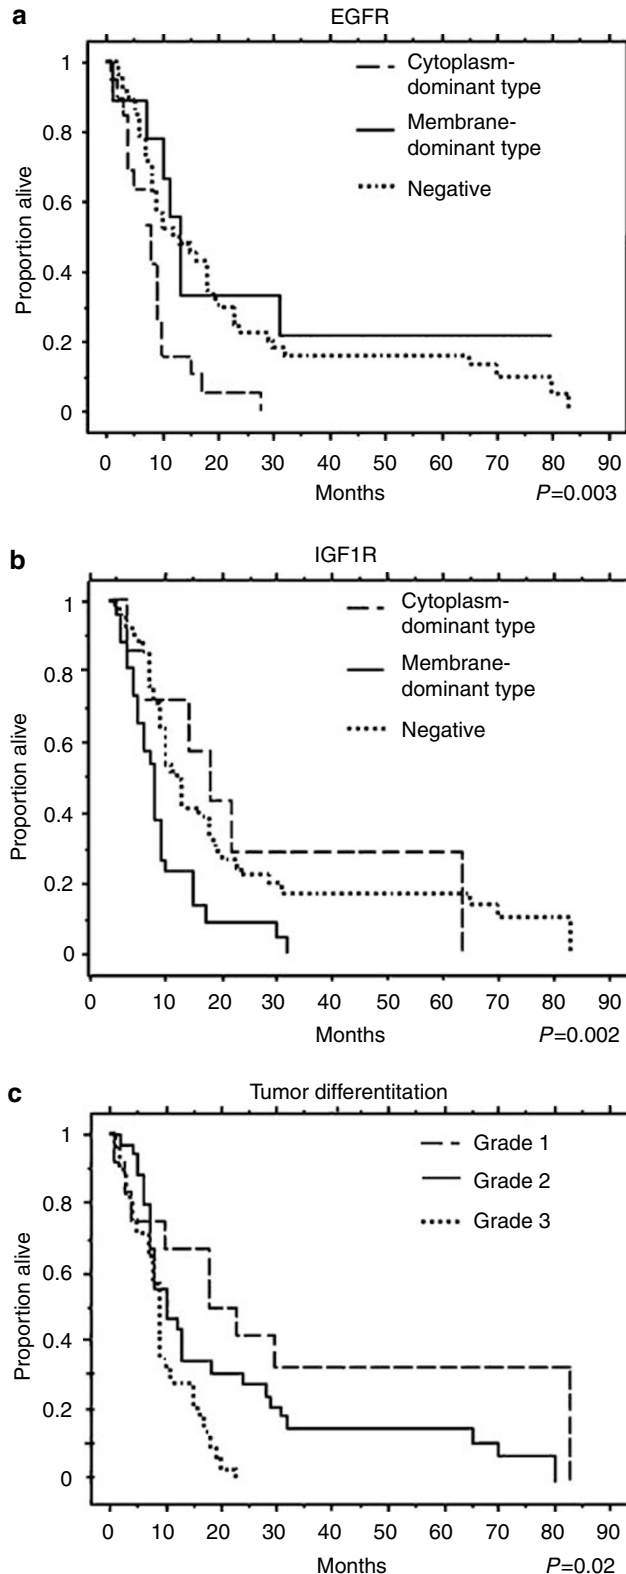 a
EGFR
1
0.8
0.6
0.4
0.2
0
Proportion alive
Cytoplasm-
dominant type
Membrane-
dominant type
Negative
0 10 20 30 40 50 60 70 80 90
Months
P=0.003
b
IGF1R
1
0.8
0.6
0.4
0.2
0
Proportion alive
Cytoplasm-
dominant type
Membrane-
dominant type
Negative
0 10 20 30 40 50 60 70 80 90
Months
P=0.002
c
Tumor differentitation
1
0.8
0.6
0.4
0.2
0
Proportion alive
Grade 1
Grade 2
Grade 3
0 10 20 30 40 50 60 70 80 90
Months
P=0.02